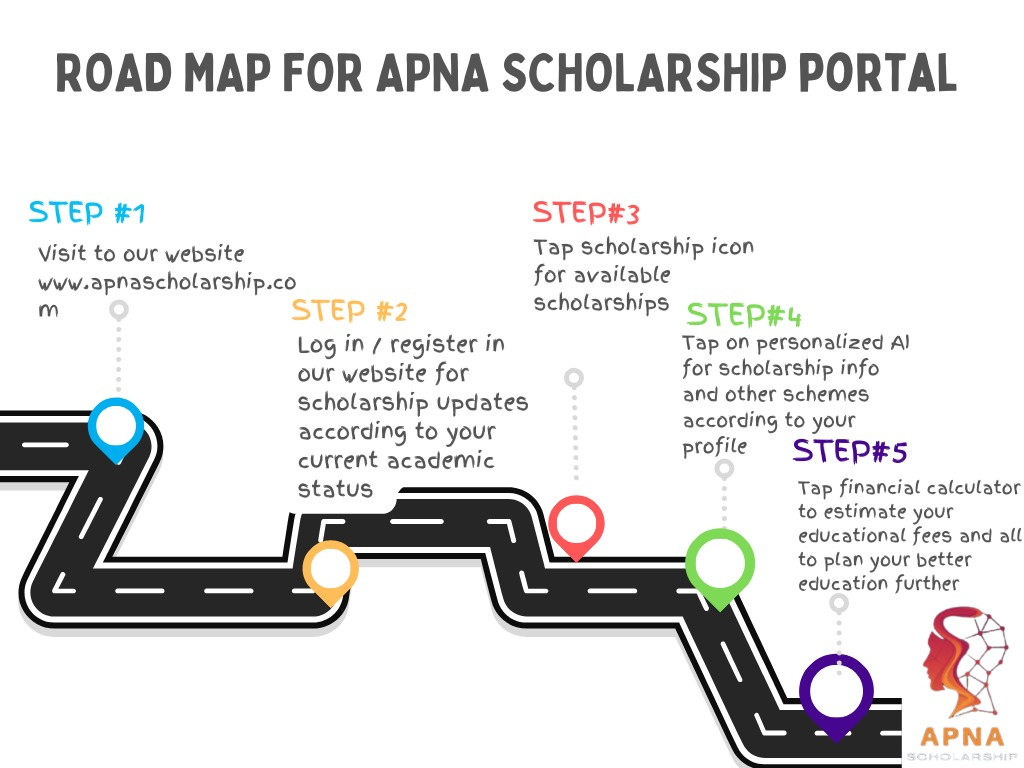 ROAD MAP FOR APNA SCHOLARSHIP PORTAL
STEP #1
Visit to our website
www.apnascholarship.co
m
STEP #2
Log in / register in
our website for
scholarship updates
according to your
current academic
status
STEP#3
Tap scholarship icon
for available
scholarships
STEP#4
Tap on personalized AI
for scholarship info
and other schemes
according to your
profile
STEP#5
Tap financial calculator
to estimate your
educational fees and all
to plan your better
education further
APNA
SCHOLARSHIP